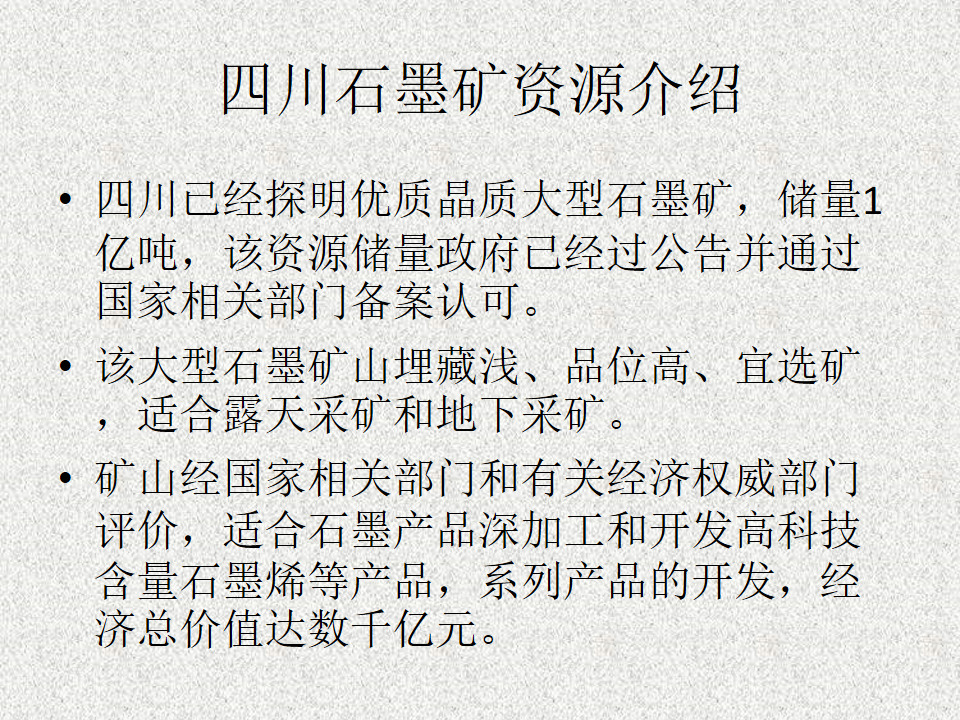 四川石墨矿资源介绍
• 四川已经探明优质晶质大型石墨矿，储量1
亿吨，该资源储量政府已经过公告并通过
国家相关部门备案认可。
• 该大型石墨矿山埋藏浅、品位高、宜选矿
，适合露天采矿和地下采矿。
• 矿山经国家相关部门和有关经济权威部门
评价，适合石墨产品深加工和开发高科技
含量石墨烯等产品，系列产品的开发，经
济总价值达数千亿元。